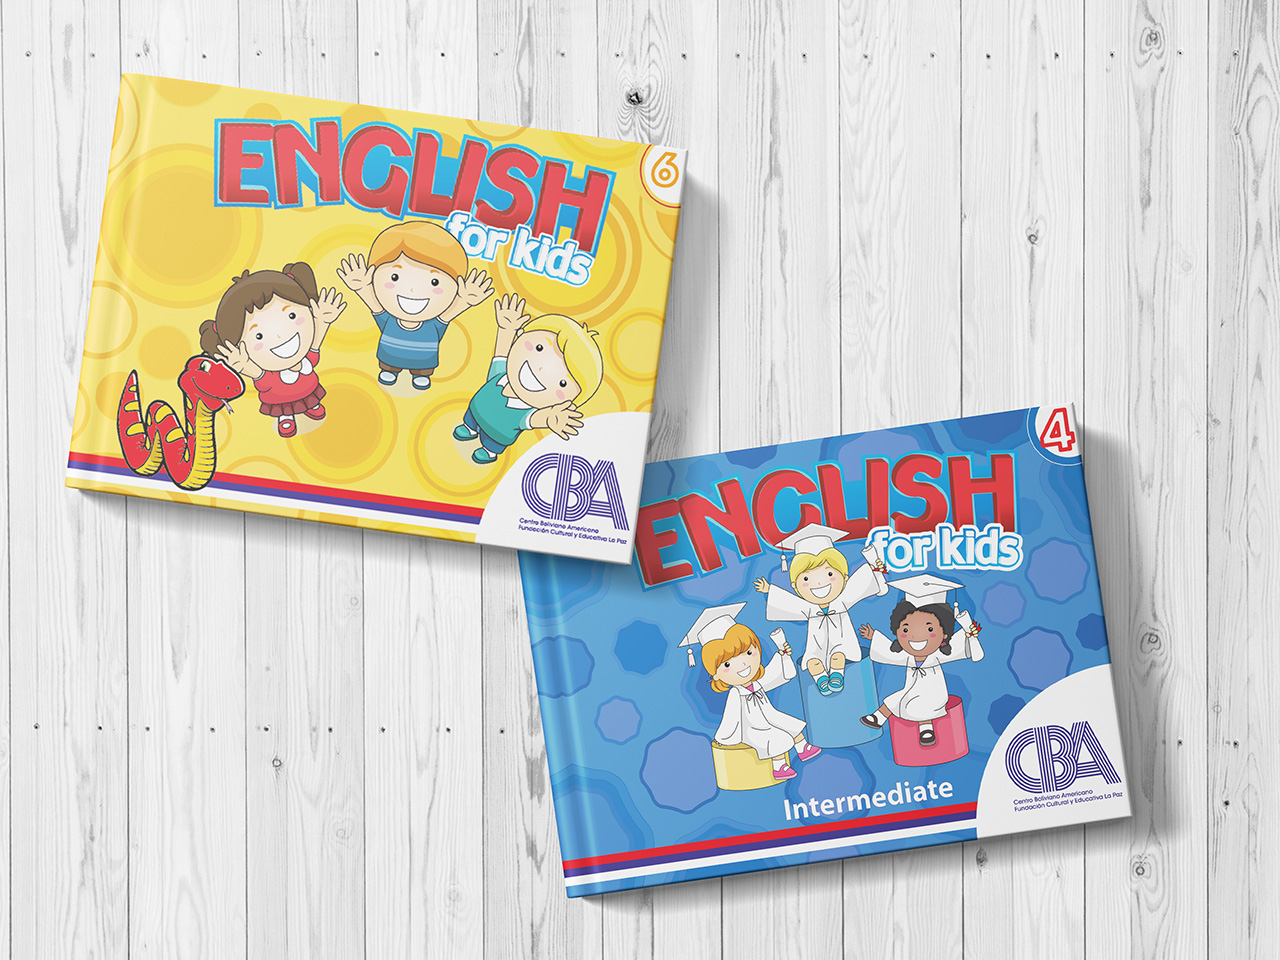 ENGLISH
for kids
6
CBA
Centro Boliviano Americano
Fundación Cultural y Educativa La Paz
ENGLISH
for kids
4
Intermediate
CBA
Centro Boliviano Americano
Fundación Cultural y Educativa La Paz